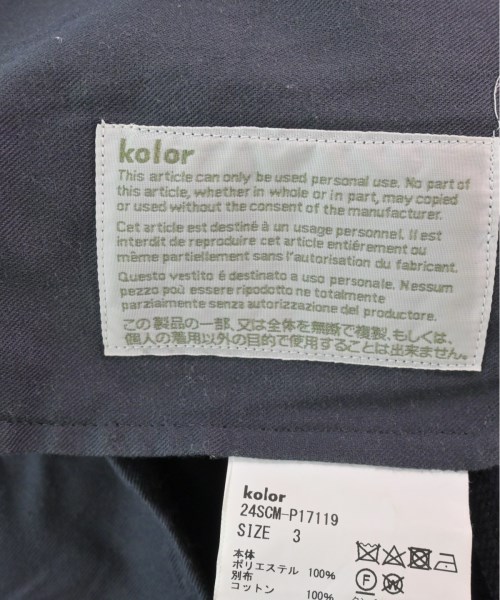 kolor
This article can only be used personal use. No part of
this article, whether in whole or in part, may copied
or used without the consent of the manufacturer.
Cet article est destiné à un usage personnel. Il est
interdit de reproduire cet article entiérement ou
même partiellement sans l'autorisation du fabricant.
Questo vestito é destinato a uso personale. Nessum
pezzo può essere ripodotto ne totalmente
parzialmente senza autorizzazione del productore.
この製品の一部、又は全体を無断で複製、もしくは、
個人の着用以外の目的で使用することは出来ません。
kolor
24SCM-P17119
SIZE 3
本体
ポリエステル 100%
別布
コットン 100%